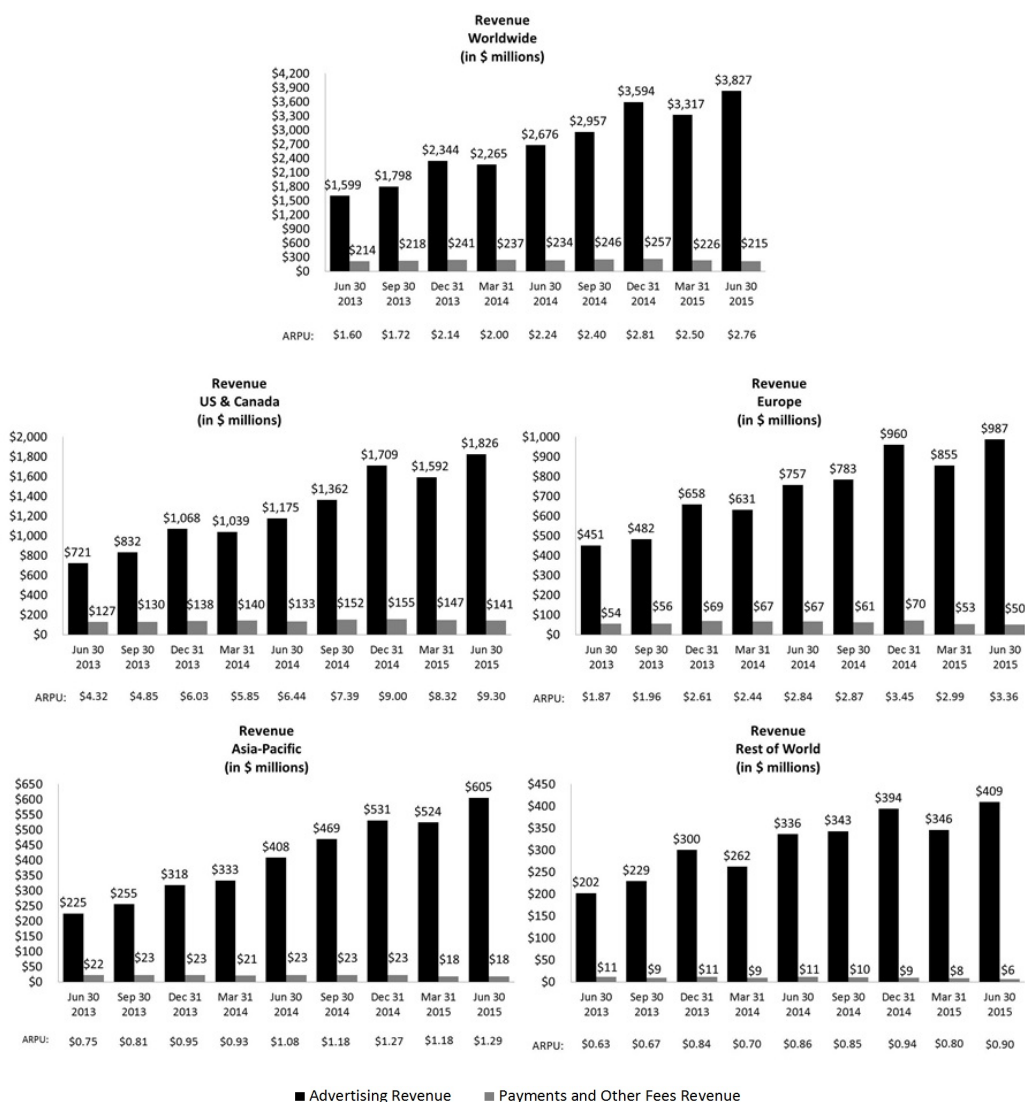 Revenue
Worldwide
(in $ millions)
$4,200
$3,900
$3,600
$3,300
$3,000
$2,700
$2,400
$2,100
$1,800
$1,500
$1,200
$900
$600
$300
$0
$1,599 $1,798 $2,344 $2,265 $2,676 $2,957 $3,594 $3,317 $3,827
$214 $218 $241 $237 $234 $246 $257 $226 $215
Jun 30 Sep 30 Dec 31 Mar 31 Jun 30 Sep 30 Dec 31 Mar 31 Jun 30
2013 2013 2013 2014 2014 2014 2014 2015 2015
ARPU: $1.60 $1.72 $2.14 $2.00 $2.24 $2.40 $2.81 $2.50 $2.76
Revenue
US & Canada
(in $ millions)
$2,000
$1,800
$1,600
$1,400
$1,200
$1,000
$800
$600
$400
$200
$0
$721 $832 $1,068 $1,039 $1,175 $1,362 $1,709 $1,592 $1,826
$127 $130 $138 $140 $133 $152 $155 $147 $141
Jun 30 Sep 30 Dec 31 Mar 31 Jun 30 Sep 30 Dec 31 Mar 31 Jun 30
2013 2013 2013 2014 2014 2014 2014 2015 2015
ARPU: $4.32 $4.85 $6.03 $5.85 $6.44 $7.39 $9.00 $8.32 $9.30
Revenue
Europe
(in $ millions)
$1,000
$900
$800
$700
$600
$500
$400
$300
$200
$100
$0
$451 $482 $658 $631 $757 $783 $960 $855 $987
$54 $56 $69 $67 $67 $61 $70 $53 $50
Jun 30 Sep 30 Dec 31 Mar 31 Jun 30 Sep 30 Dec 31 Mar 31 Jun 30
2013 2013 2013 2014 2014 2014 2014 2015 2015
ARPU: $1.87 $1.96 $2.61 $2.44 $2.84 $2.87 $3.45 $2.99 $3.36
Revenue
Asia-Pacific
(in $ millions)
$650
$600
$550
$500
$450
$400
$350
$300
$250
$200
$150
$100
$50
$0
$225 $255 $318 $333 $408 $469 $531 $524 $605
$22 $23 $23 $21 $23 $23 $23 $18 $18
Jun 30 Sep 30 Dec 31 Mar 31 Jun 30 Sep 30 Dec 31 Mar 31 Jun 30
2013 2013 2013 2014 2014 2014 2014 2015 2015
ARPU: $0.75 $0.81 $0.95 $0.93 $1.08 $1.18 $1.27 $1.18 $1.29
Revenue
Rest of World
(in $ millions)
$450
$400
$350
$300
$250
$200
$150
$100
$50
$0
$202 $229 $300 $262 $336 $343 $394 $346 $409
$11 $9 $11 $9 $11 $10 $9 $8 $6
Jun 30 Sep 30 Dec 31 Mar 31 Jun 30 Sep 30 Dec 31 Mar 31 Jun 30
2013 2013 2013 2014 2014 2014 2014 2015 2015
ARPU: $0.63 $0.67 $0.84 $0.70 $0.86 $0.85 $0.94 $0.80 $0.90
Advertising Revenue Payments and Other Fees Revenue